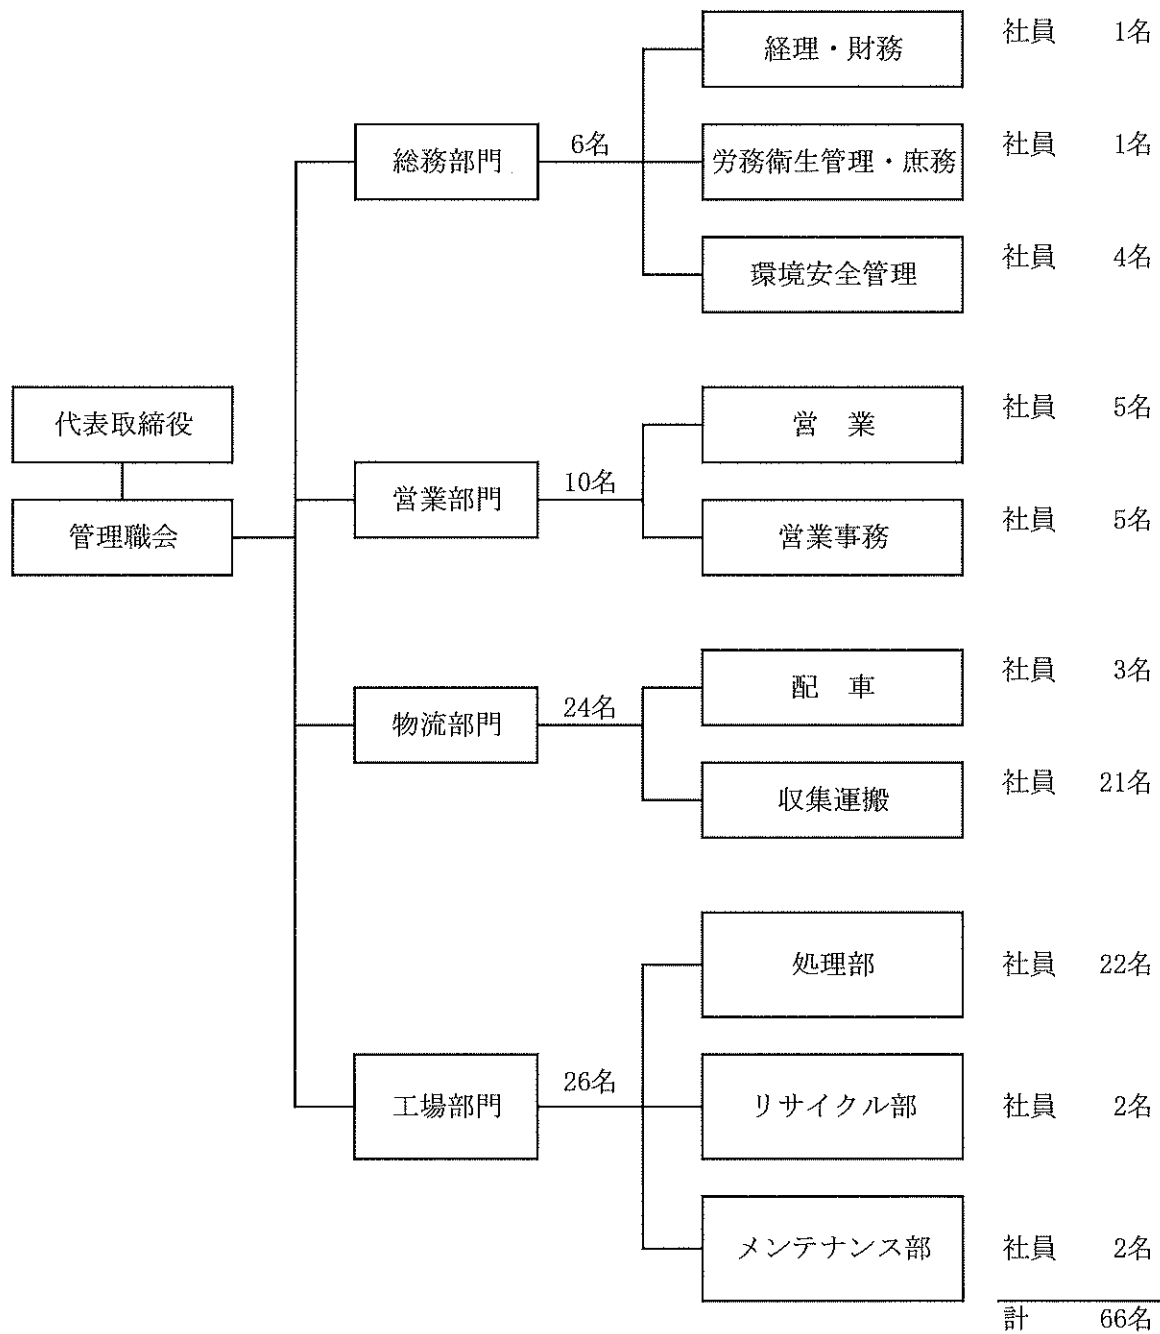 経理・財務 社員 1名
総務部門 6名 労務衛生管理・庶務 社員 1名
環境安全管理 社員 4名
代表取締役
管理職会
営業部門 10名
営 業 社員 5名
営業事務 社員 5名
物流部門 24名
配 車 社員 3名
収集運搬 社員 21名
工場部門 26名
処理部 社員 22名
リサイクル部 社員 2名
メンテナンス部 社員 2名
計 66名